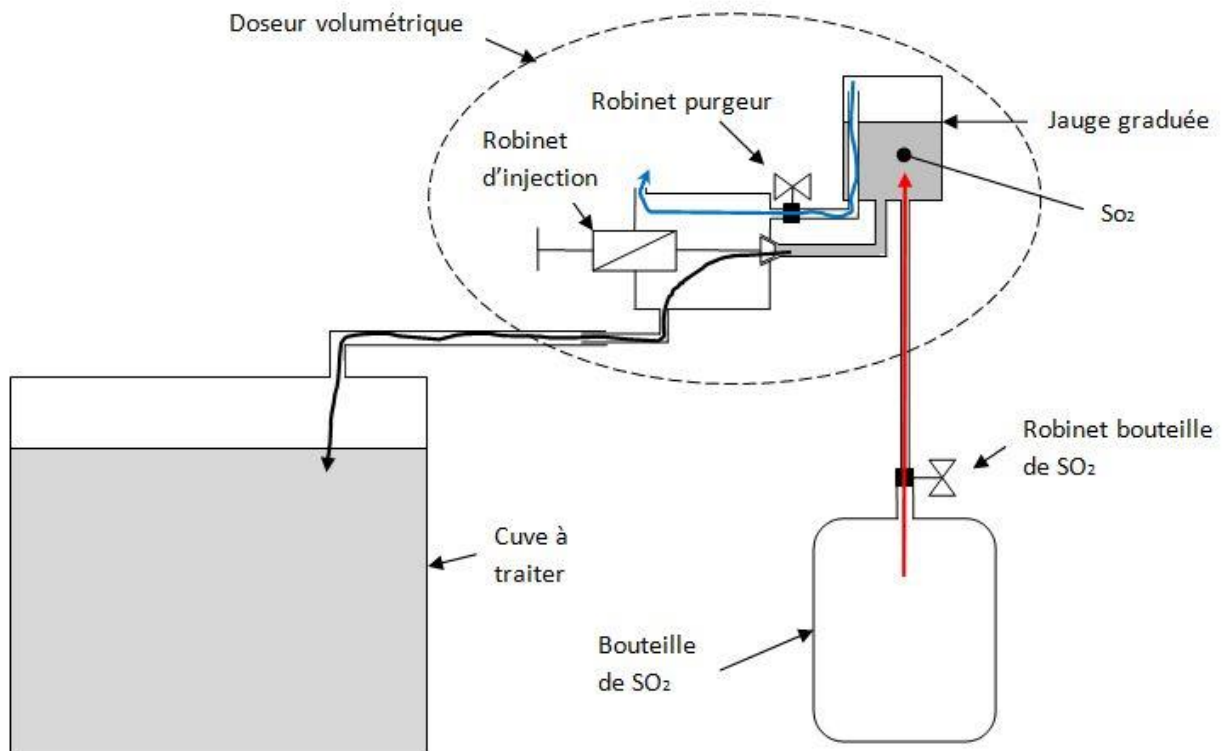 Doseur volumétrique
Robinet purgeur
Jauge graduée
Robinet
d'injection
So₂
Robinet bouteille
de SO₂
Cuve à
traiter
Bouteille
de SO₂